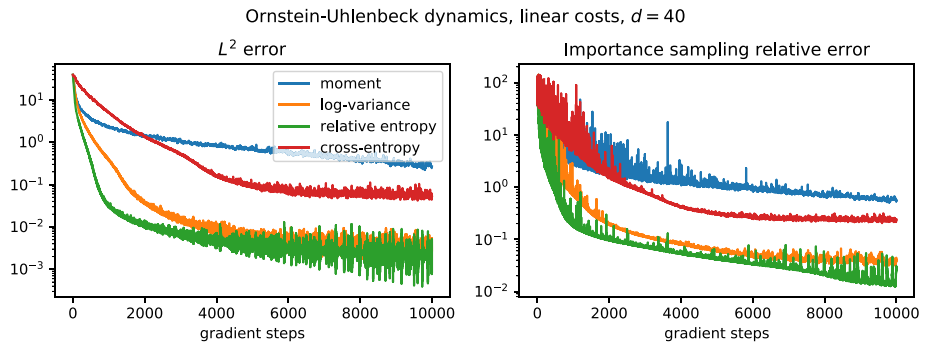 Ornstein-Uhlenbeck dynamics, linear costs, d = 40
L² error
10¹
10⁰
10⁻¹
10⁻²
10⁻³
moment
log-variance
relative entropy
cross-entropy
0 2000 4000 6000 8000 10000
gradient steps
Importance sampling relative error
10²
10¹
10⁰
10⁻¹
10⁻²
0 2000 4000 6000 8000 10000
gradient steps